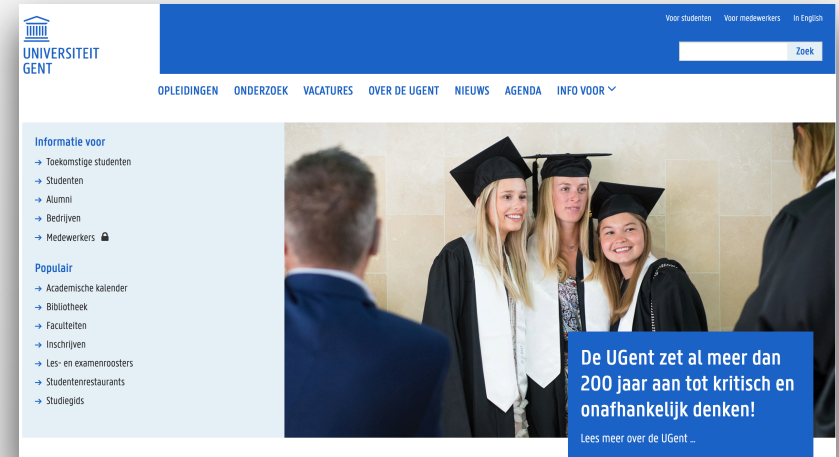 Voor studenten Voor medewerkers In English
UNIVERSITEIT
GENT
Zoek
OPLEIDINGEN ONDERZOEK VACATURES OVER DE UGENT NIEUWS AGENDA INFO VOOR
Informatie voor
Toekomstige studenten
Studenten
Alumni
Bedrijven
Medewerkers
Populair
Academische kalender
Bibliotheek
Faculteiten
Inschrijven
Les- en examenroosters
Studentenrestaurants
Studiegids
De UGent zet al meer dan
200 jaar aan tot kritisch en
onafhankelijk denken!
Lees meer over de UGent ...